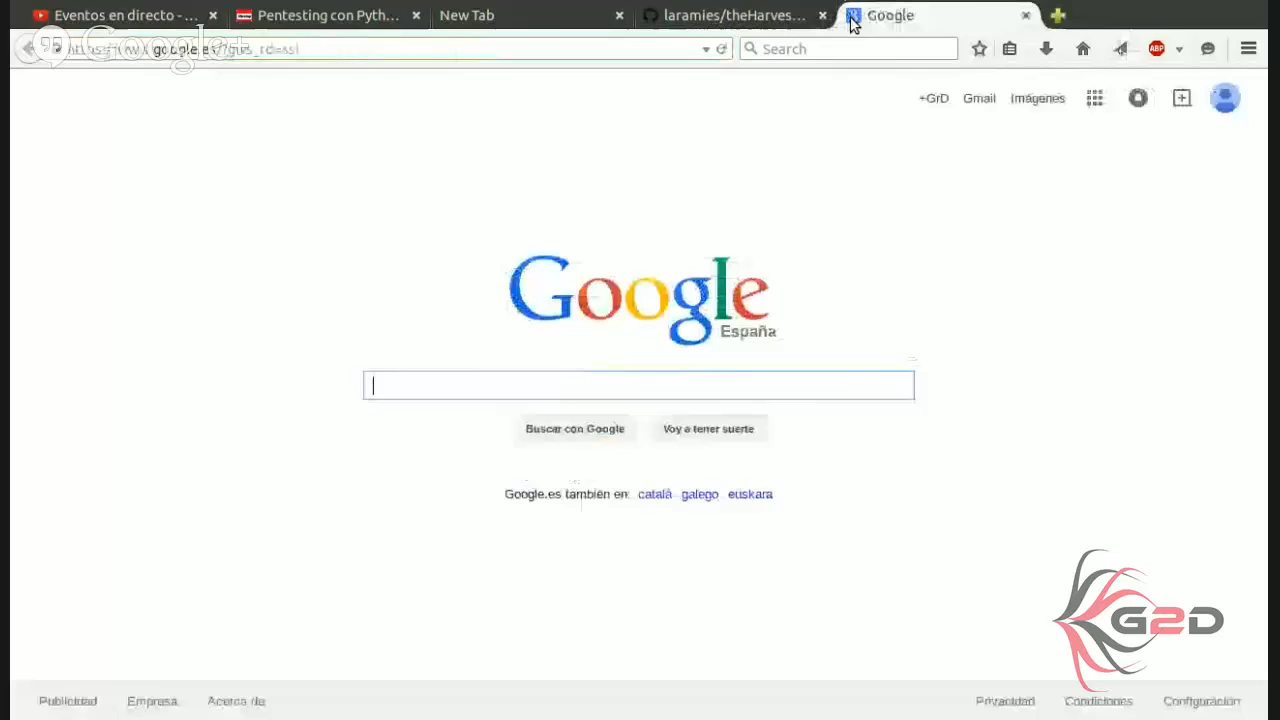 Eventos en directo - ...
Pentesting con Pyth...
New Tab
laramies/theHarves...
Google
Google+
Search
ABP
+GrD
Gmail
Imágenes
Google
España
Buscar con Google
Voy a tener suerte
Google.es también en: català galego euskara
G2D
Publicidad
Empresa
Acerca de
Privacidad
Condiciones
Configuración